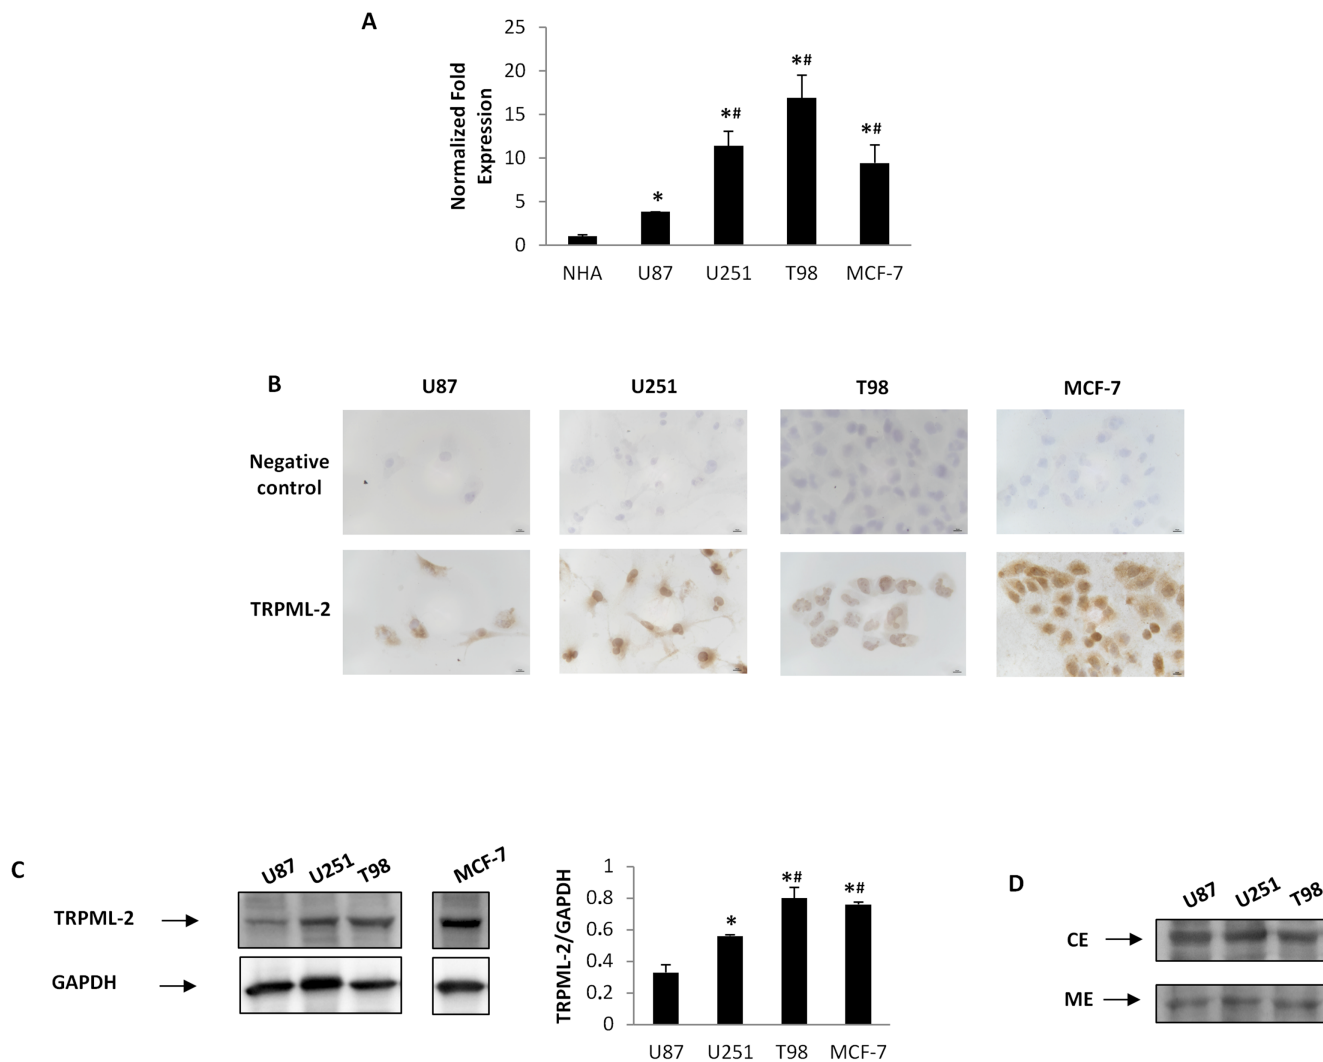 A
Normalized Fold
Expression
25
20
15
10
5
0
*
*#
*#
*#
NHA U87 U251 T98 MCF-7
B
U87 U251 T98 MCF-7
Negative
control
TRPML-2
C
U87 U251 T98 MCF-7
TRPML-2
GAPDH
TRPML-2/GAPDH
1
0.8
0.6
0.4
0.2
0
*
*#
*#
U87 U251 T98 MCF-7
D
U87 U251 T98
CE
ME